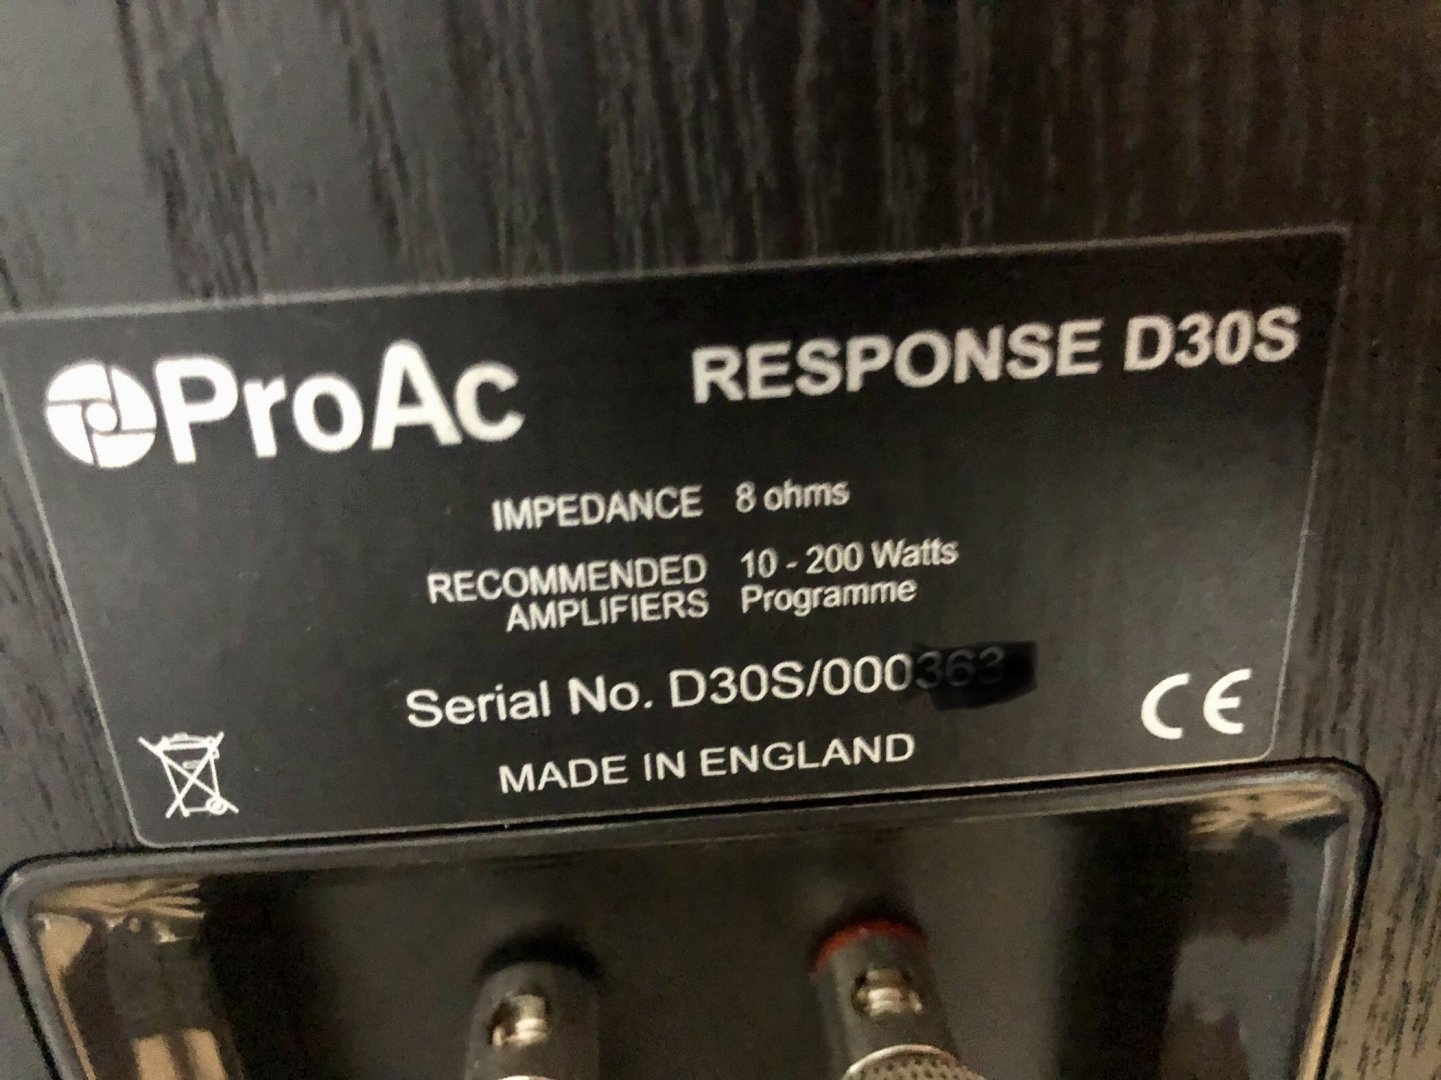 ProAc RESPONSE D30S
IMPEDANCE 8 ohms
RECOMMENDED AMPLIFIERS 10 - 200 Watts Programme
Serial No. D30S/000
MADE IN ENGLAND
CE